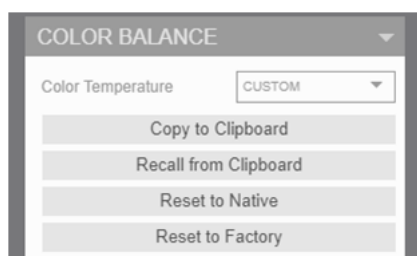 COLOR BALANCE
Color Temperature CUSTOM
Copy to Clipboard
Recall from Clipboard
Reset to Native
Reset to Factory